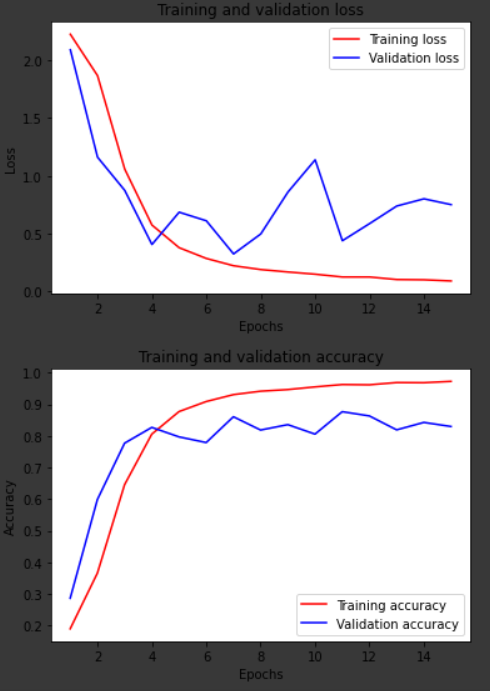 Training and validation loss
Training loss
Validation loss
2.0
1.5
1.0
0.5
0.0
Loss
2 4 6 8 10 12 14
Epochs
Training and validation accuracy
1.0
0.9
0.8
0.7
0.6
0.5
0.4
0.3
0.2
Accuracy
Training accuracy
Validation accuracy
2 4 6 8 10 12 14
Epochs